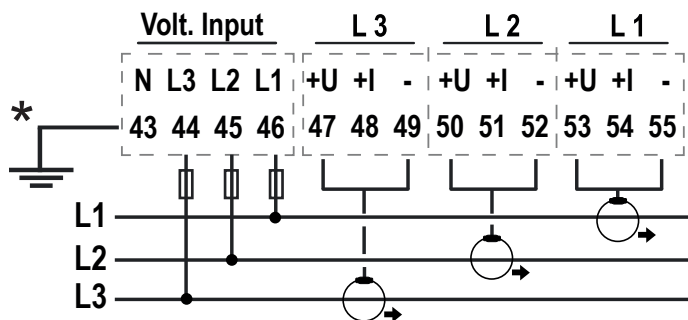 Volt. Input L 3 L 2 L 1
N L3 L2 L1 +U +I - +U +I - +U +I -
* 43 44 45 46 47 48 49 50 51 52 53 54 55
L1
L2
L3